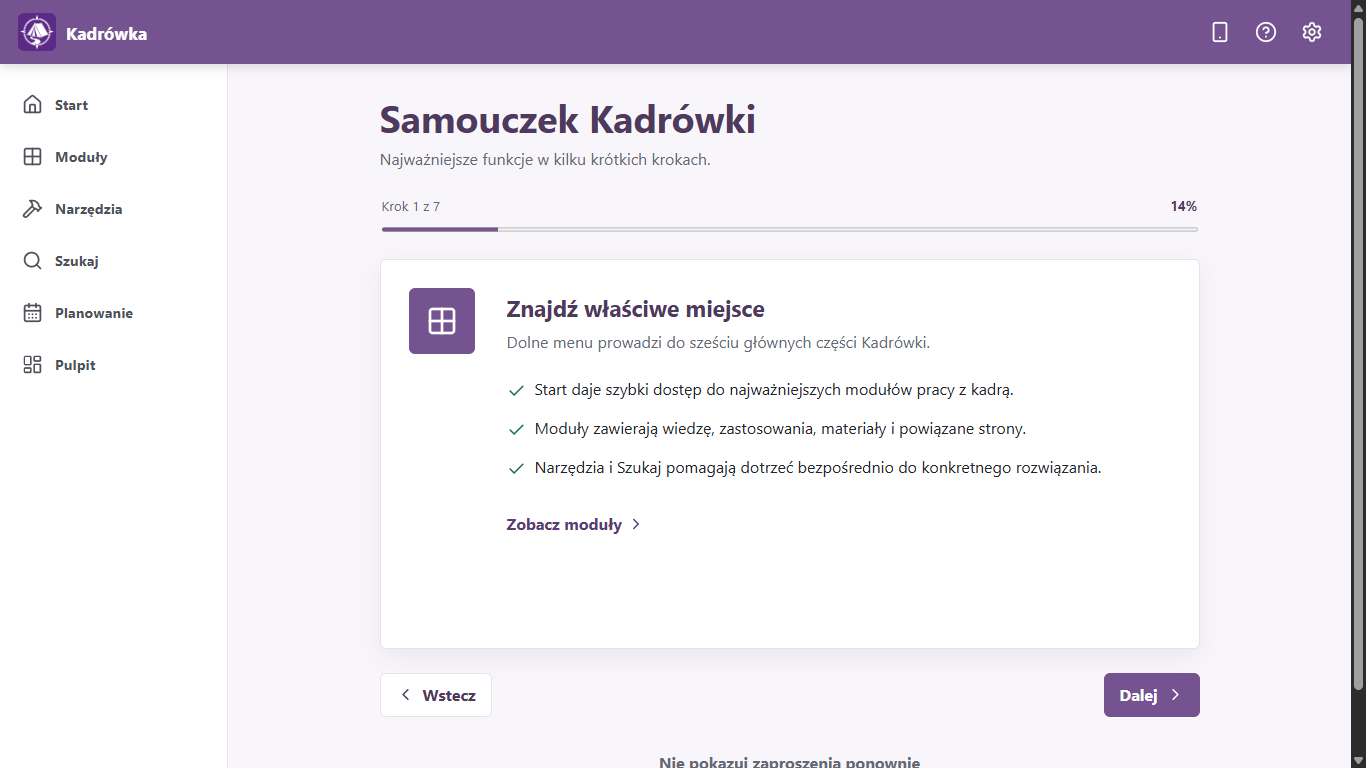 Kadrówka
Start
Moduły
Narzędzia
Szukaj
Planowanie
Pulpit
Samouczek Kadrówki
Najważniejsze funkcje w kilku krótkich krokach.
Krok 1 z 7
14%
Znajdź właściwe miejsce
Dolne menu prowadzi do sześciu głównych części Kadrówki.
Start daje szybki dostęp do najważniejszych modułów pracy z kadrą.
Moduły zawierają wiedzę, zastosowania, materiały i powiązane strony.
Narzędzia i Szukaj pomagają dotrzeć bezpośrednio do konkretnego rozwiązania.
Zobacz moduły
Wstecz
Dalej
Nie pokazuj zaproszenia ponownie